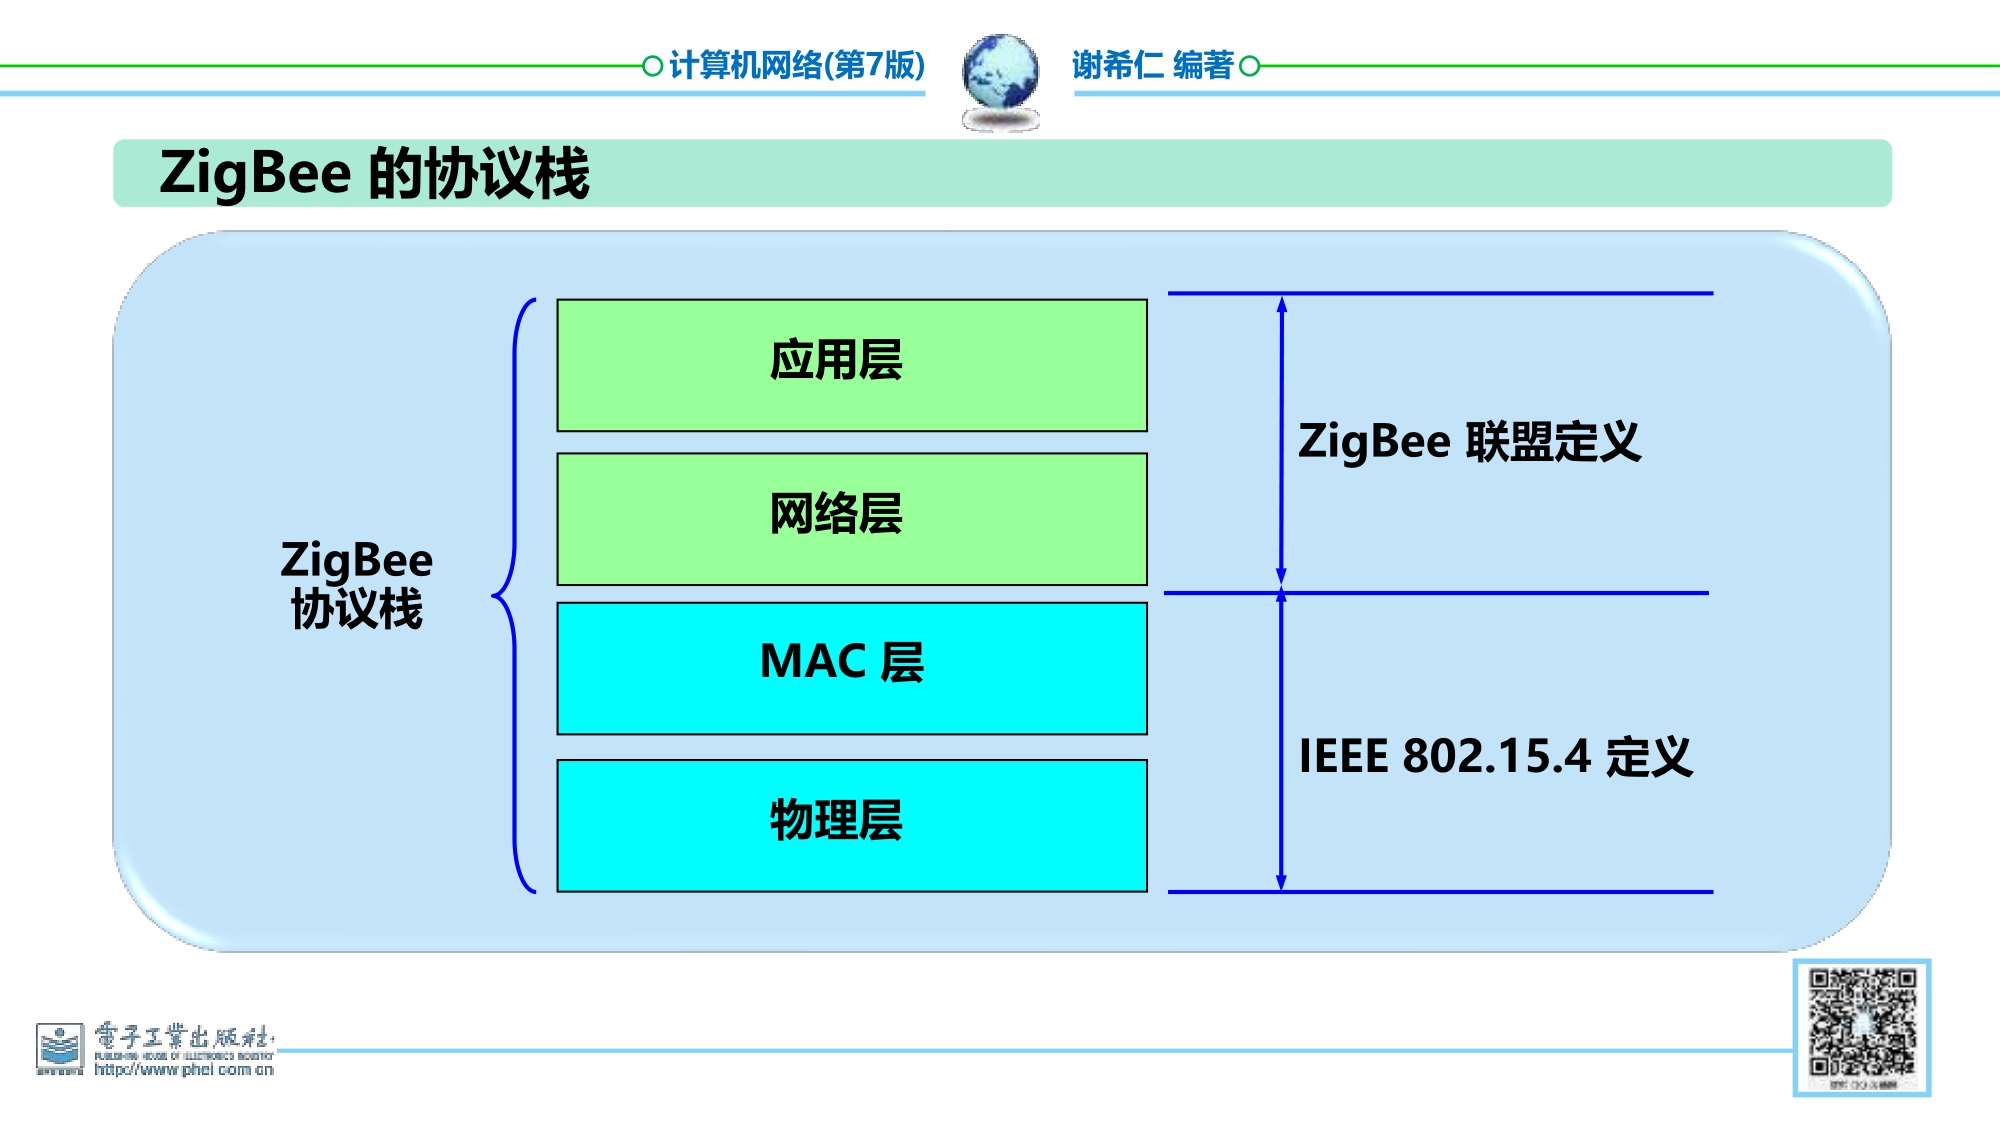 计算机网络(第7版)
谢希仁 编著
ZigBee 的协议栈
应用层
网络层
MAC 层
物理层
ZigBee
协议栈
ZigBee 联盟定义
IEEE 802.15.4 定义
電子工業出版社
PUBLISHING HOUSE OF ELECTRONICS INDUSTRY
http://www.phei.com.cn